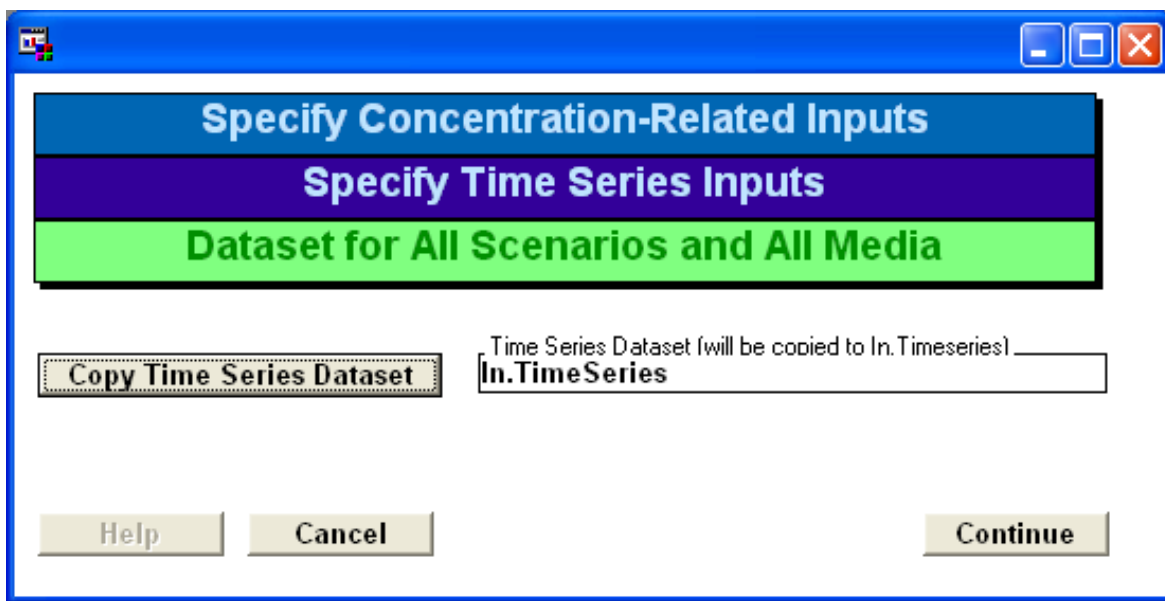 Specify Concentration-Related Inputs
Specify Time Series Inputs
Dataset for All Scenarios and All Media
Time Series Dataset (will be copied to In.Timeseries)
Copy Time Series Dataset
In.TimeSeries
Help
Cancel
Continue